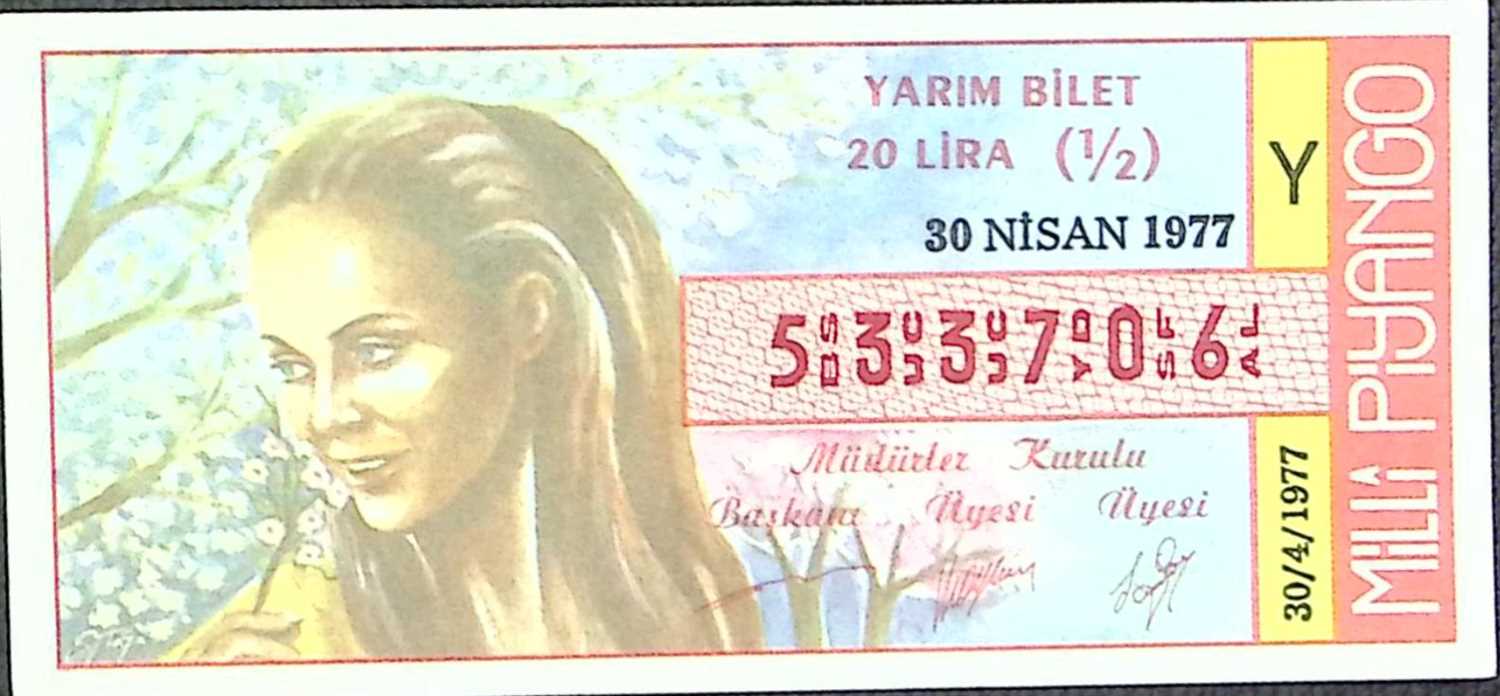 YARIM BİLET
20 LİRA (1/2)
30 NİSAN 1977
Y
533706
Müdürler Kurulu
Başkanı Üyesi Üyesi
30/4/1977
MİLLÎ PİYANGO